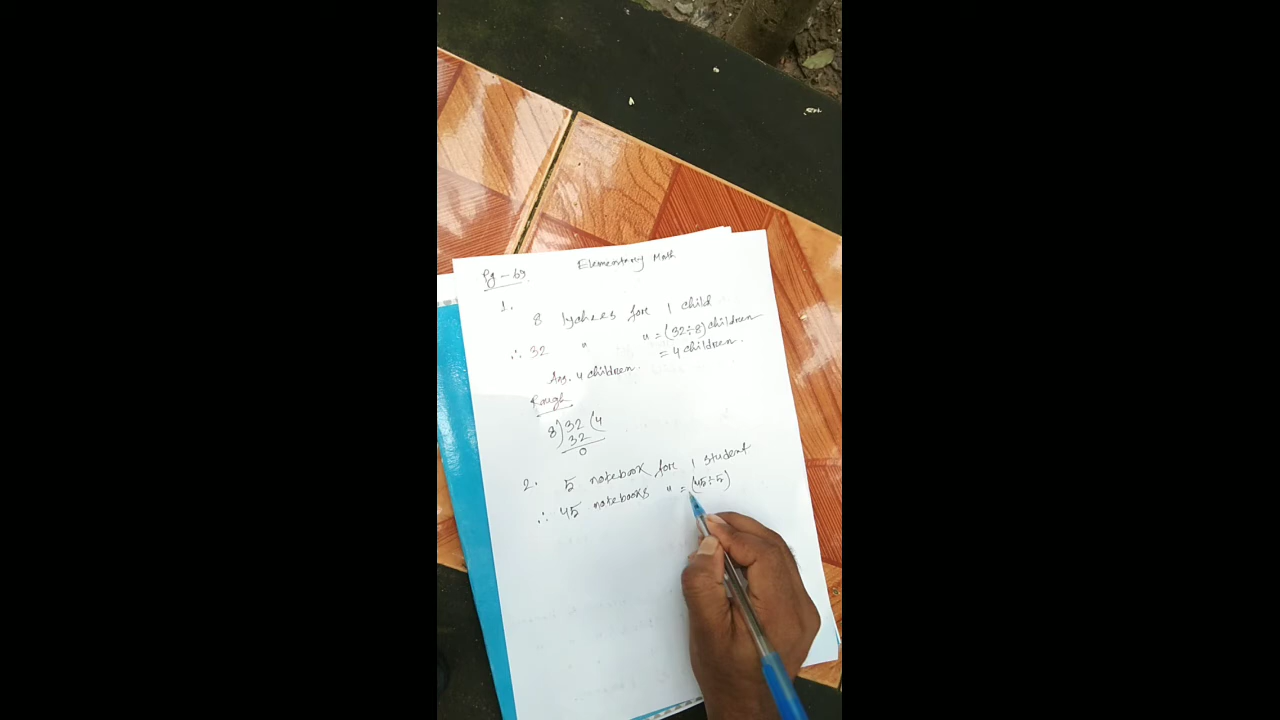 Elementary Math
Pg - 63
1.
8 lychees for 1 child
∴ 32 " " = (32÷8) children
= 4 children.
Ans. 4 children.
Rough
8)32(4
32
0
2. 5 notebook for 1 student
∴ 45 notebooks " = (45÷5)